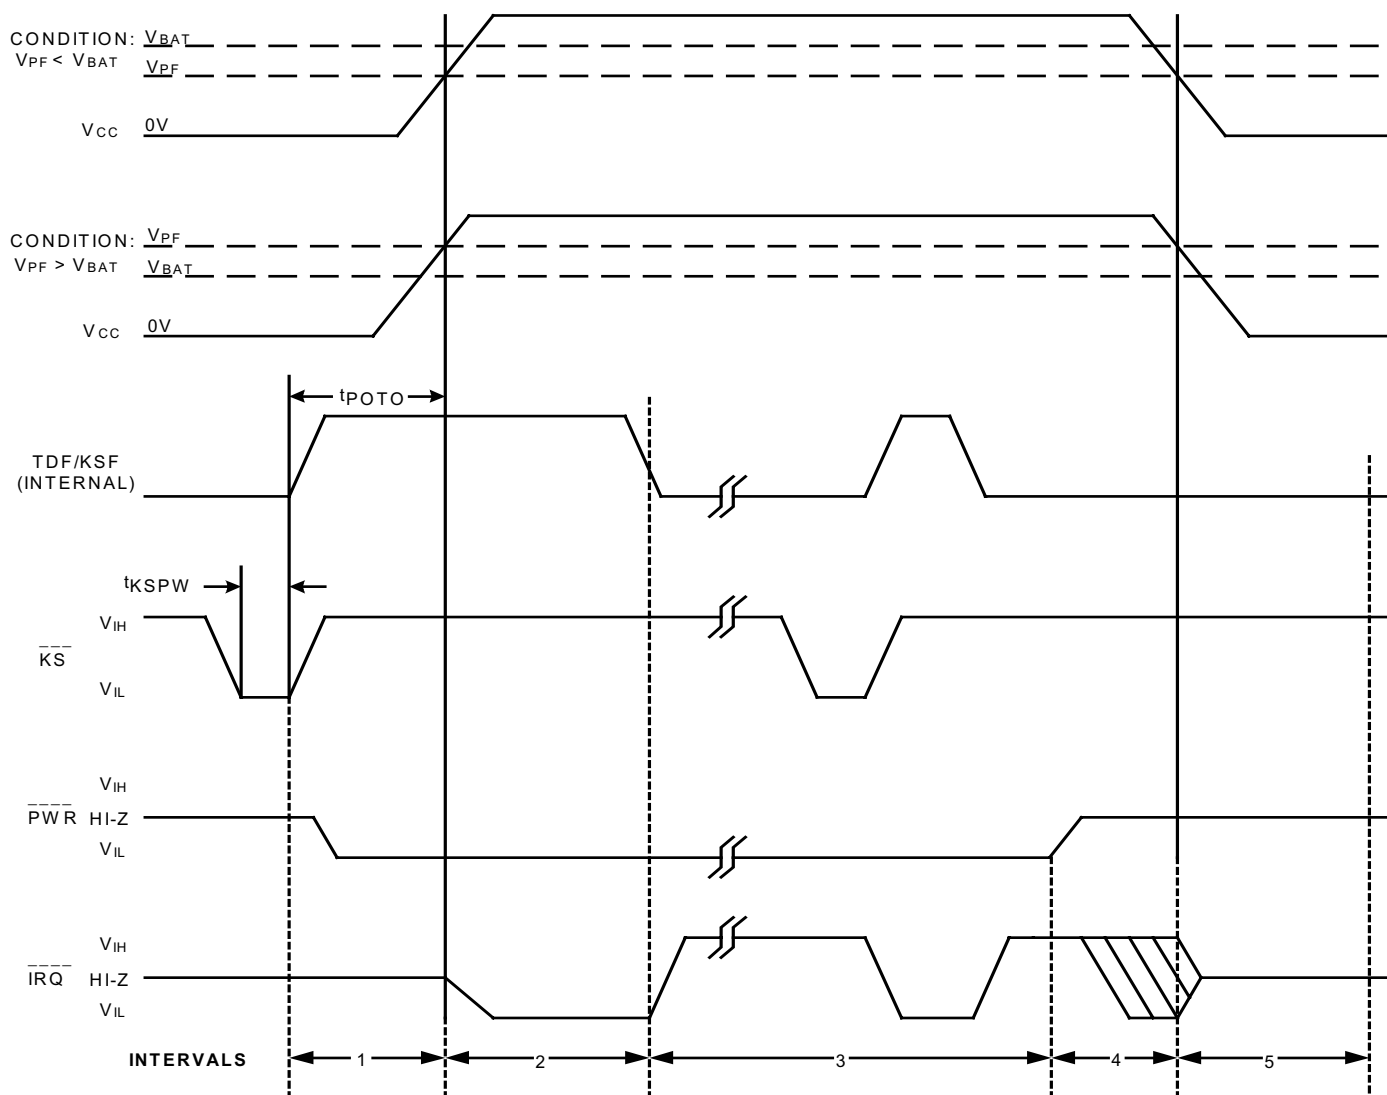 CONDITION: VBAT
VPF < VBAT VPF
VCC 0V
CONDITION: VPF
VPF > VBAT VBAT
VCC 0V
tPOTO
TDF/KSF
(INTERNAL)
tKSPW
VIH
KS
VIL
VIH
PWR HI-Z
VIL
VIH
IRQ HI-Z
VIL
INTERVALS 1 2 3 4 5